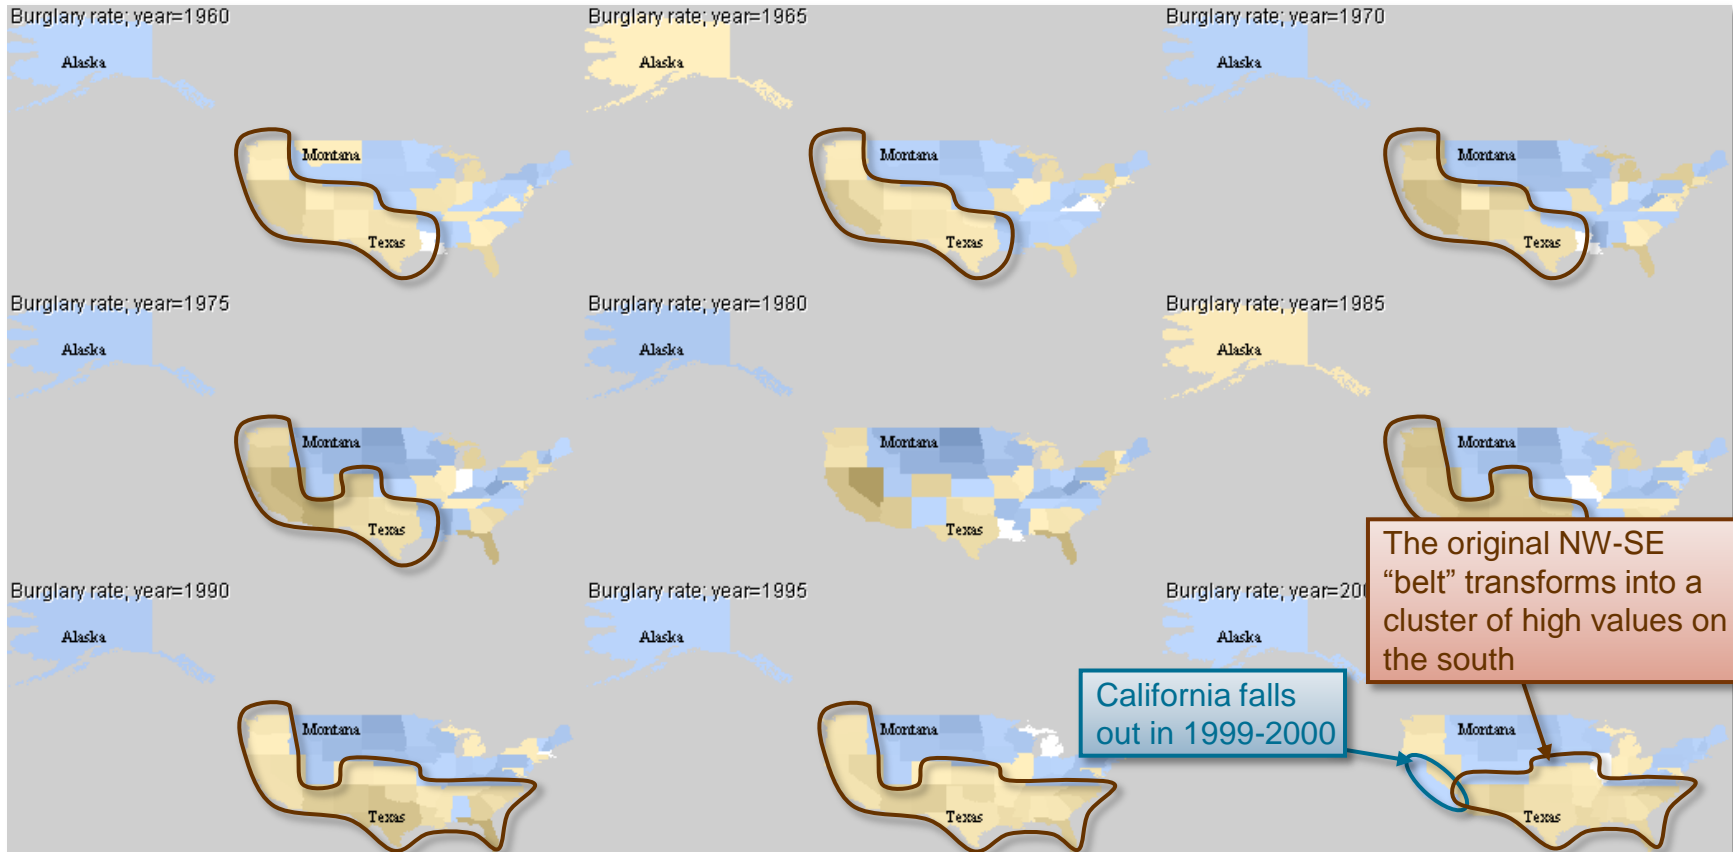 Burglary rate; year=1960
Burglary rate; year=1965
Burglary rate; year=1970
Alaska
Alaska
Alaska
Montana
Montana
Montana
Texas
Texas
Texas
Burglary rate; year=1975
Burglary rate; year=1980
Burglary rate; year=1985
Alaska
Alaska
Alaska
Montana
Montana
Montana
Texas
Texas
The original NW-SE
“belt” transforms into a
cluster of high values on
the south
Burglary rate; year=1990
Burglary rate; year=1995
Burglary rate; year=
Alaska
Alaska
California falls
out in 1999-2000
Montana
Montana
Montana
Texas
Texas
Texas